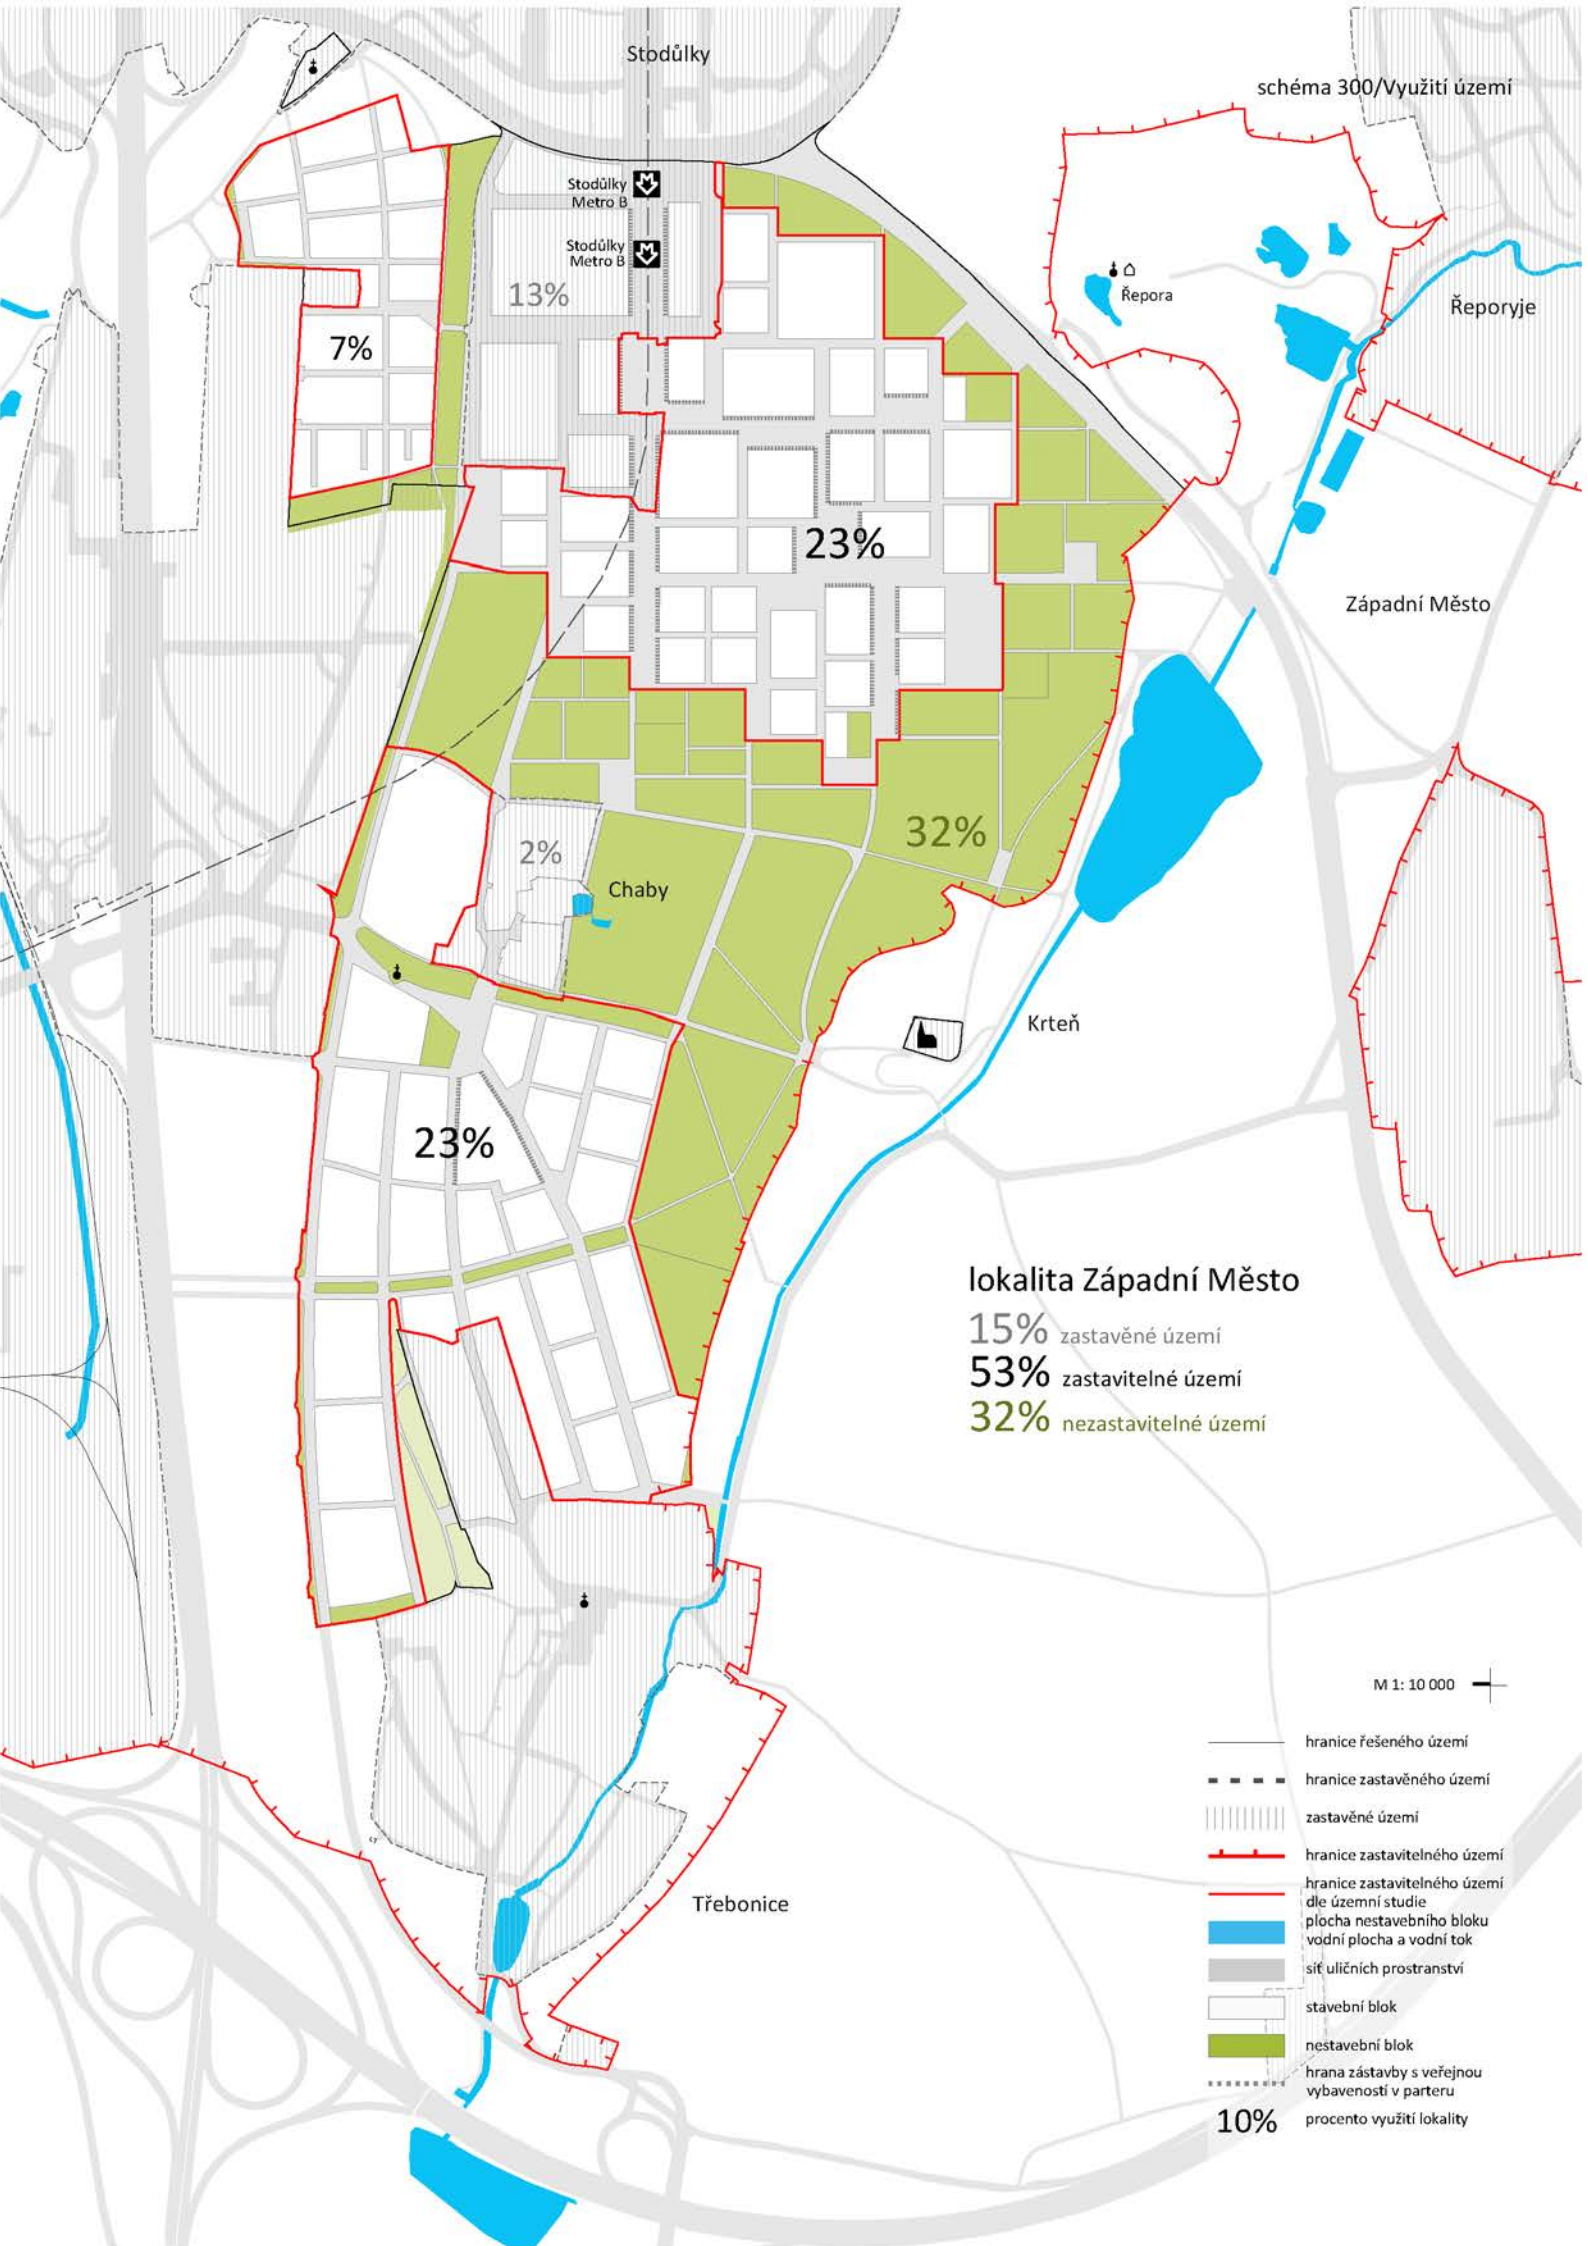 Stodůlky
schéma 300/Využití území
Stodůlky
Metro B
Stodůlky
Metro B
13%
Řepora
Řeporyje
7%
23%
Západní Město
32%
2%
Chaby
Krteň
23%
lokalita Západní Město
15% zastavěné území
53% zastavitelné území
32% nezastavitelné území
M 1: 10 000
hranice řešeného území
hranice zastavěného území
zastavěné území
hranice zastavitelného území
hranice zastavitelného území
dle územní studie
plocha nestavebního bloku
vodní plocha a vodní tok
síť uličních prostranství
stavební blok
nestavební blok
hrana zástavby s veřejnou
vybaveností v parteru
10% procento využití lokality
Třebonice